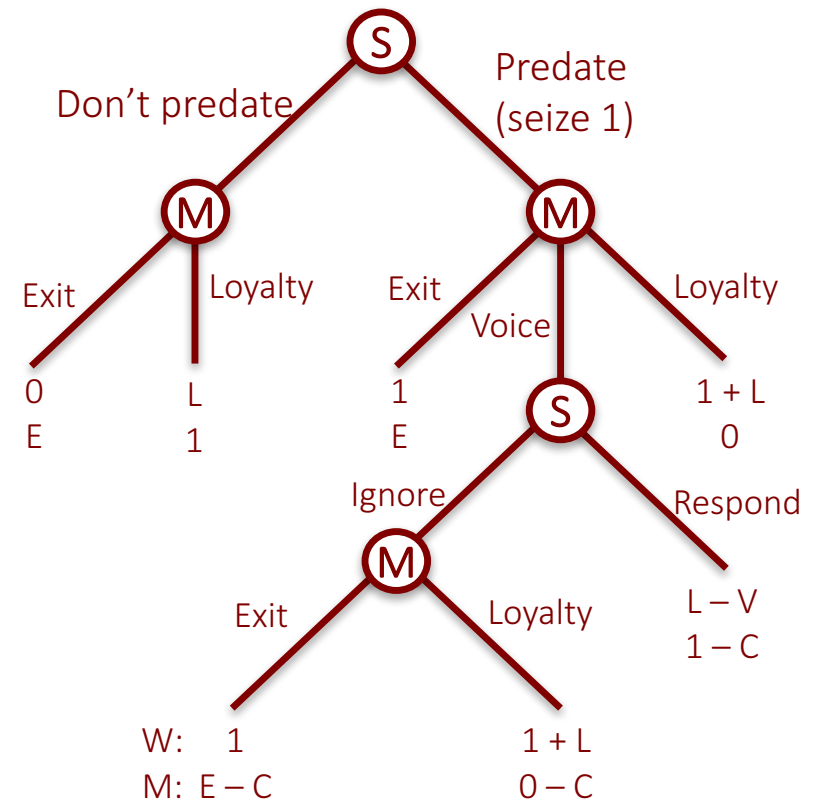 S
Don’t predate
Predate
(seize 1)
M
M
Exit
Loyalty
Exit
Voice
Loyalty
0
E
L
1
1
E
1 + L
0
S
Ignore
Respond
M
L – V
1 – C
Exit
Loyalty
W: 1
M: E – C
1 + L
0 – C